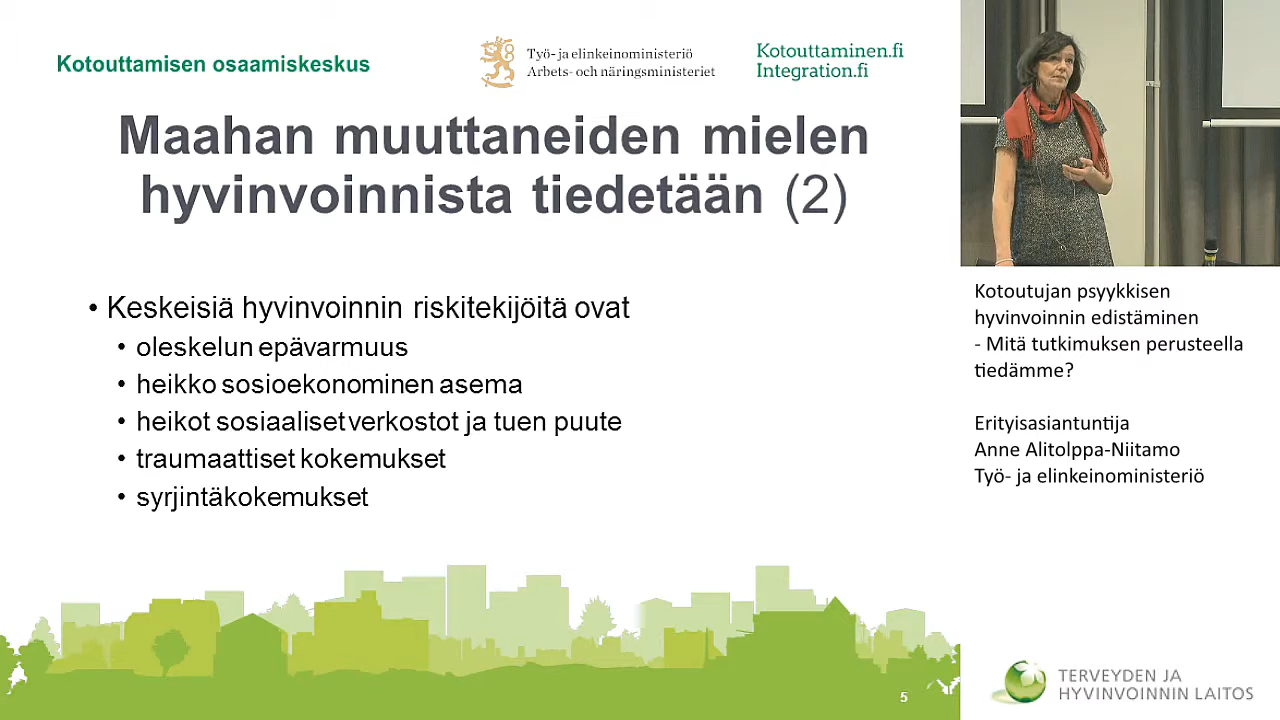 Kotouttamisen osaamiskeskus
Työ- ja elinkeinoministeriö
Arbets- och näringsministeriet
Kotouttaminen.fi
Integration.fi
Maahan muuttaneiden mielen
hyvinvoinnista tiedetään (2)
• Keskeisiä hyvinvoinnin riskitekijöitä ovat
• oleskelun epävarmuus
• heikko sosioekonominen asema
• heikot sosiaaliset verkostot ja tuen puute
• traumaattiset kokemukset
• syrjintäkokemukset
5
Kotoutujan psyykkisen
hyvinvoinnin edistäminen
- Mitä tutkimuksen perusteella
tiedämme?
Erityisasiantuntija
Anne Alitolppa-Niitamo
Työ- ja elinkeinoministeriö
TERVEYDEN JA
HYVINVOINNIN LAITOS